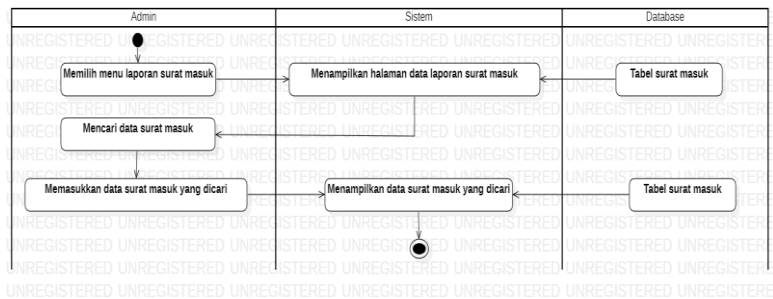 Admin Sistem Database
Memilih menu laporan surat masuk Menampilkan halaman data laporan surat masuk Tabel surat masuk
Mencari data surat masuk
Memasukkan data surat masuk yang dicari Menampilkan data surat masuk yang dicari Tabel surat masuk